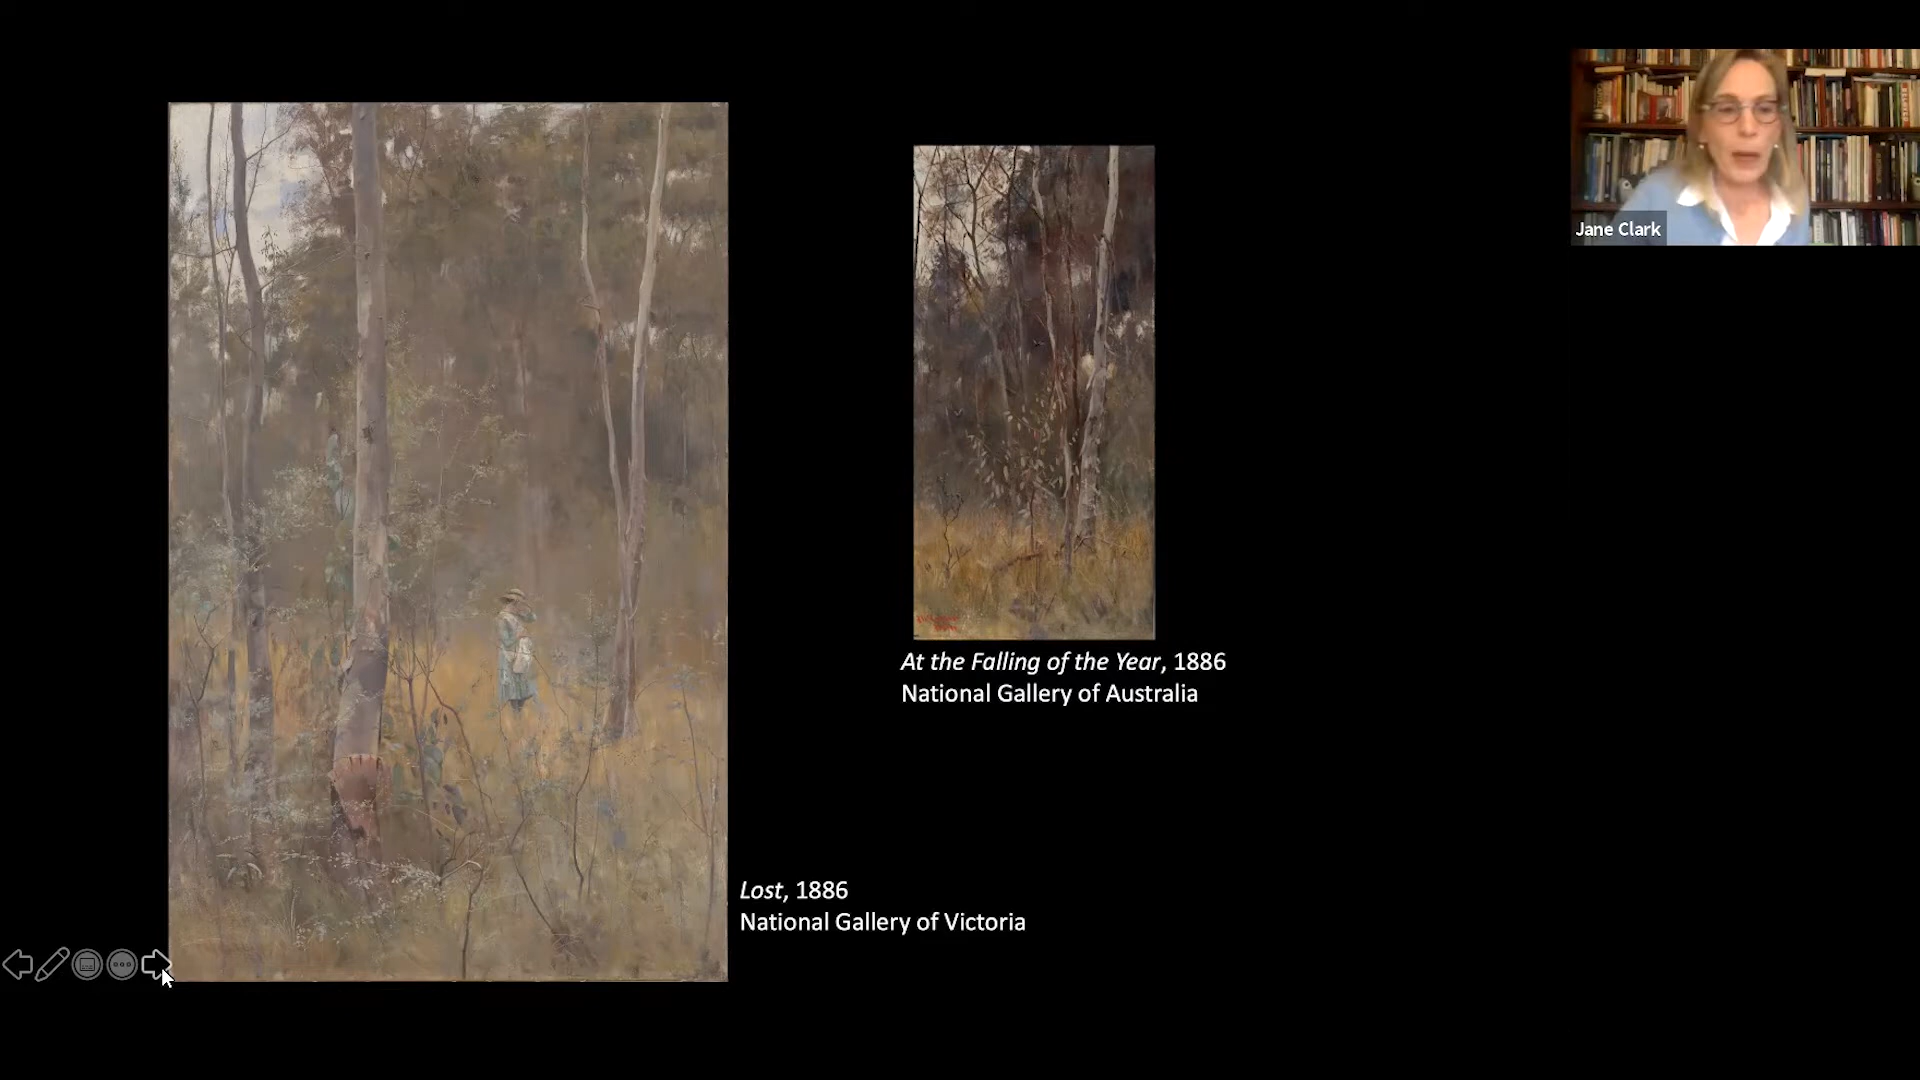 Jane Clark
At the Falling of the Year, 1886
National Gallery of Australia
Lost, 1886
National Gallery of Victoria